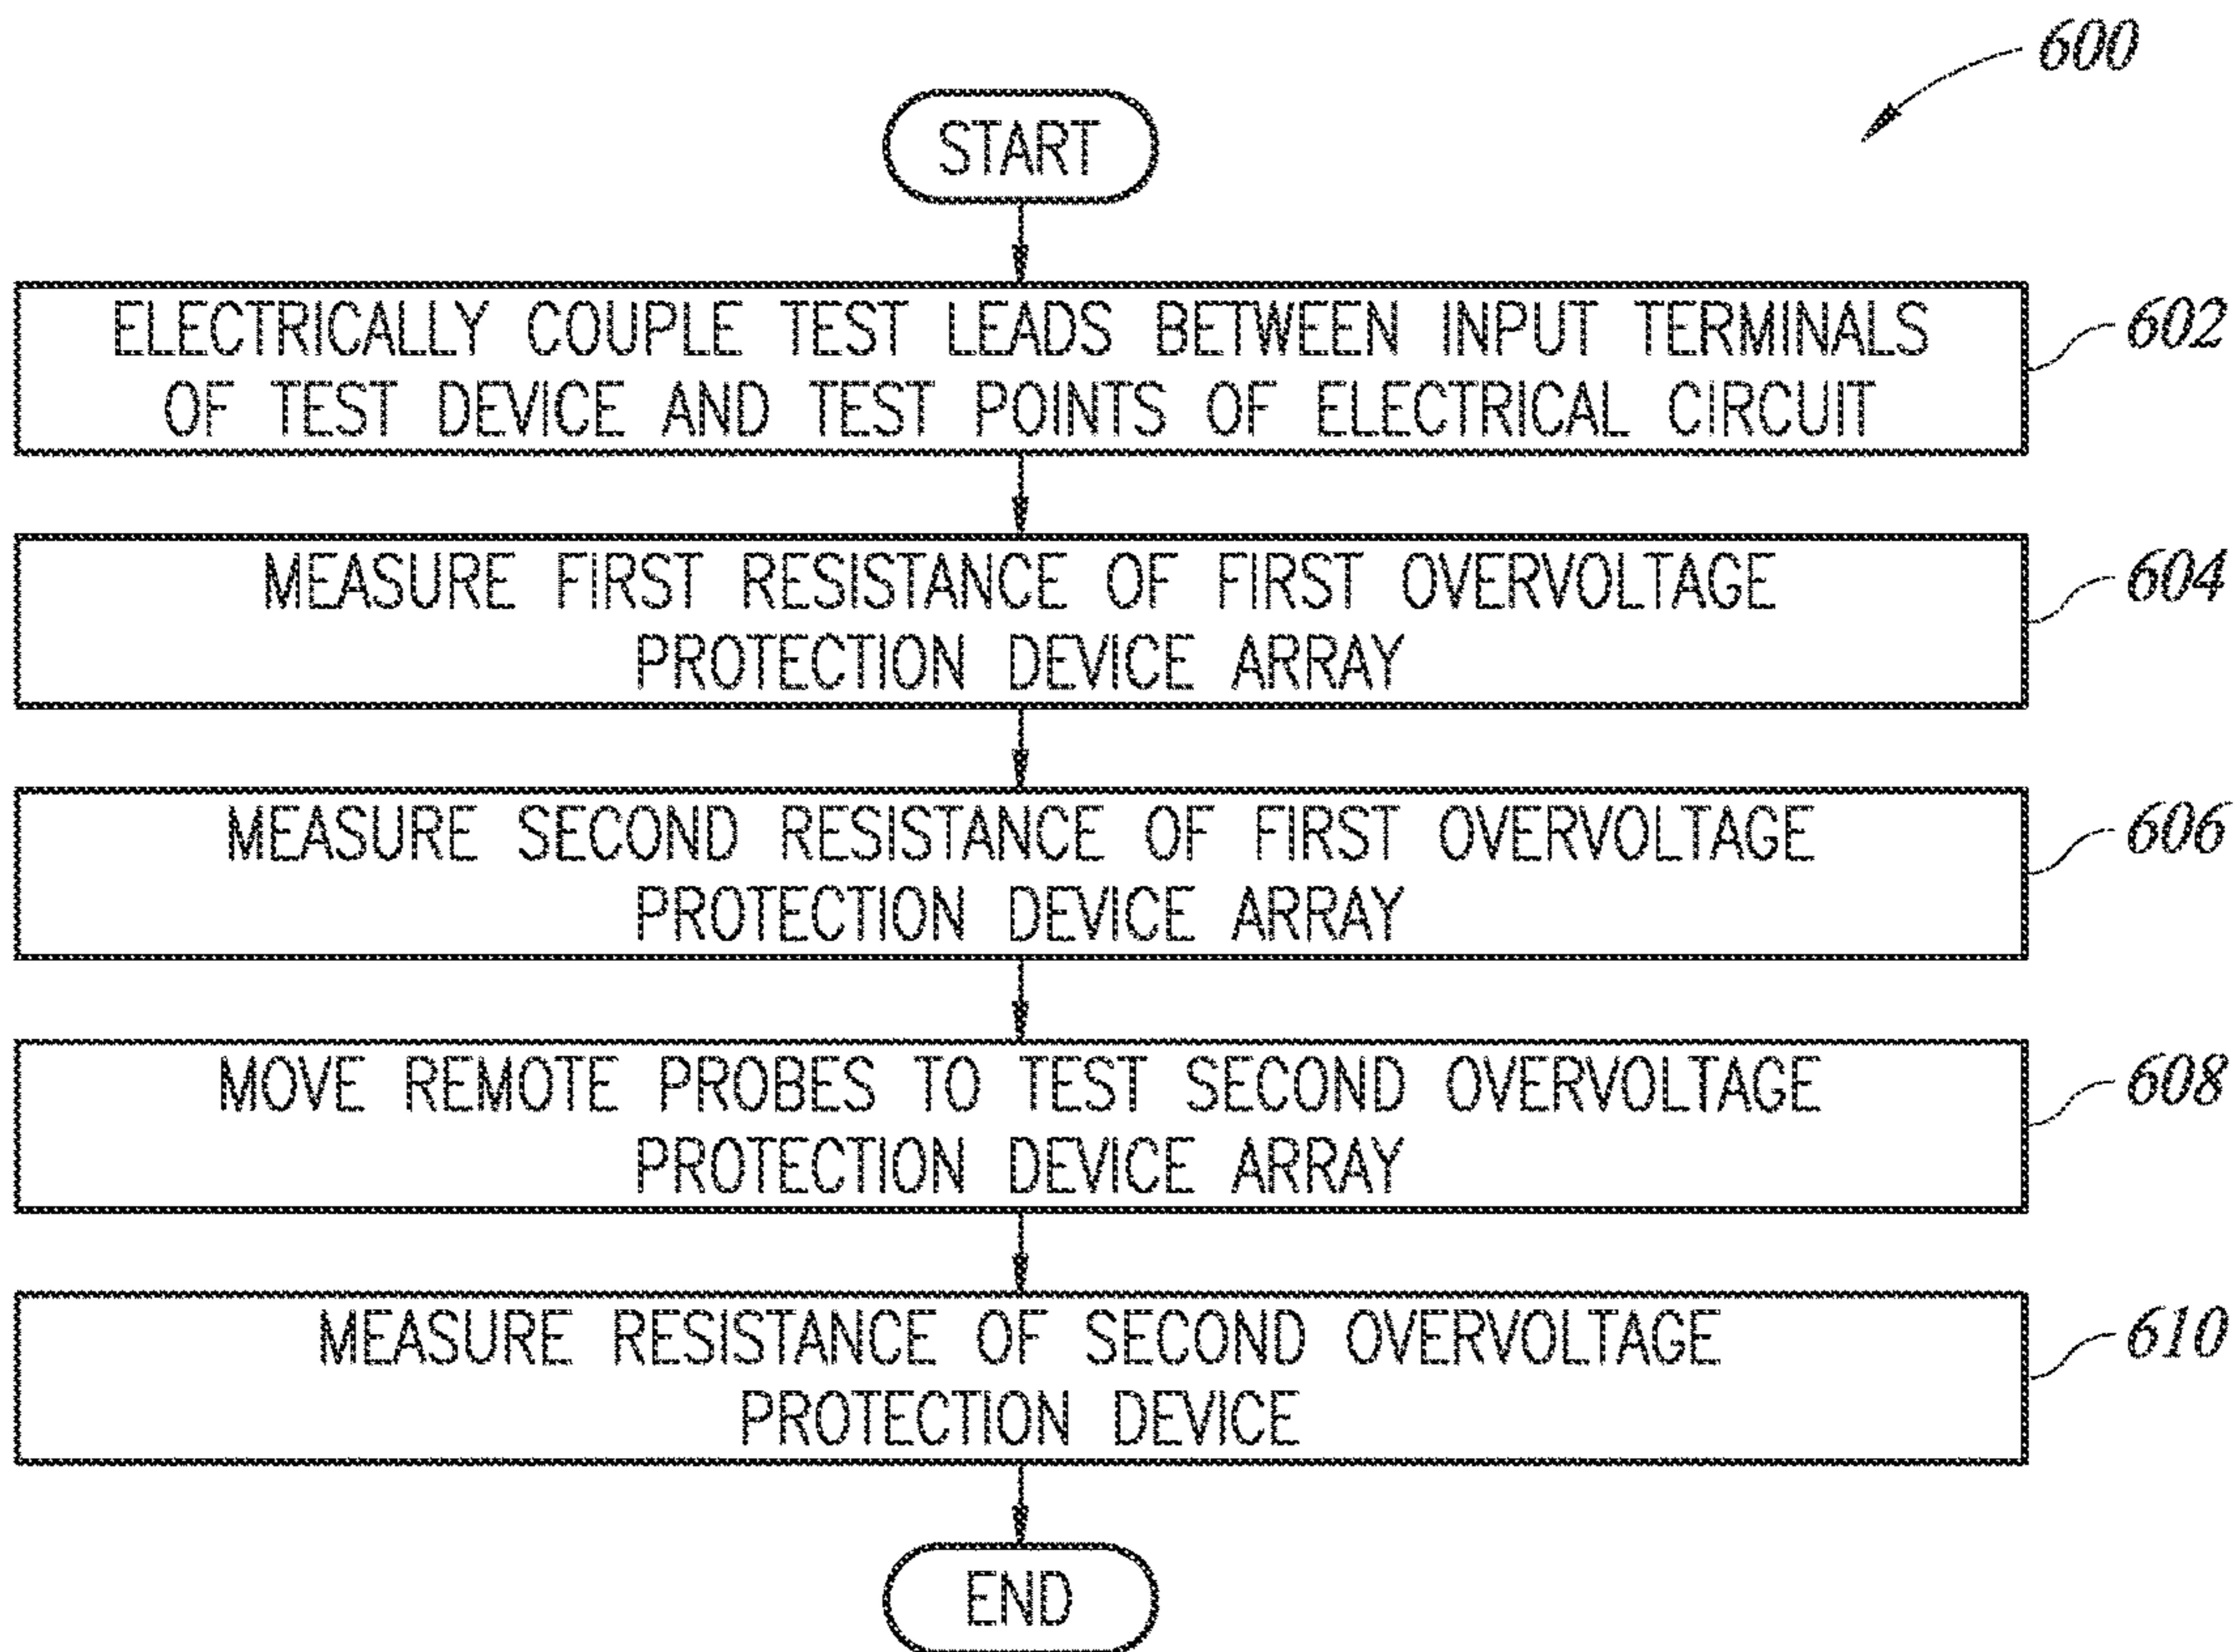 600
START
ELECTRICALLY COUPLE TEST LEADS BETWEEN INPUT TERMINALS
OF TEST DEVICE AND TEST POINTS OF ELECTRICAL CIRCUIT
602
MEASURE FIRST RESISTANCE OF FIRST OVERVOLTAGE
PROTECTION DEVICE ARRAY
604
MEASURE SECOND RESISTANCE OF FIRST OVERVOLTAGE
PROTECTION DEVICE ARRAY
606
MOVE REMOTE PROBES TO TEST SECOND OVERVOLTAGE
PROTECTION DEVICE ARRAY
608
MEASURE RESISTANCE OF SECOND OVERVOLTAGE
PROTECTION DEVICE
610
END